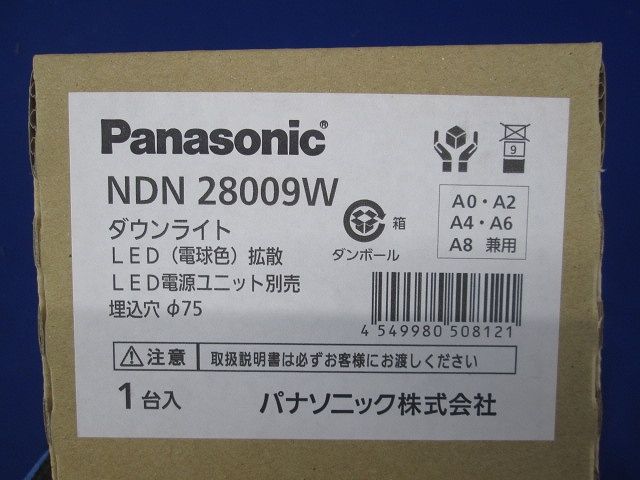 Panasonic®
NDN 28009W
ダウンライト
LED（電球色）拡散
LED電源ユニット別売
埋込穴 φ75
9
箱
ダンボール
A0・A2
A4・A6
A8 兼用
4 549980 508121
注意 取扱説明書は必ずお客様にお渡しください
1台入
パナソニック株式会社